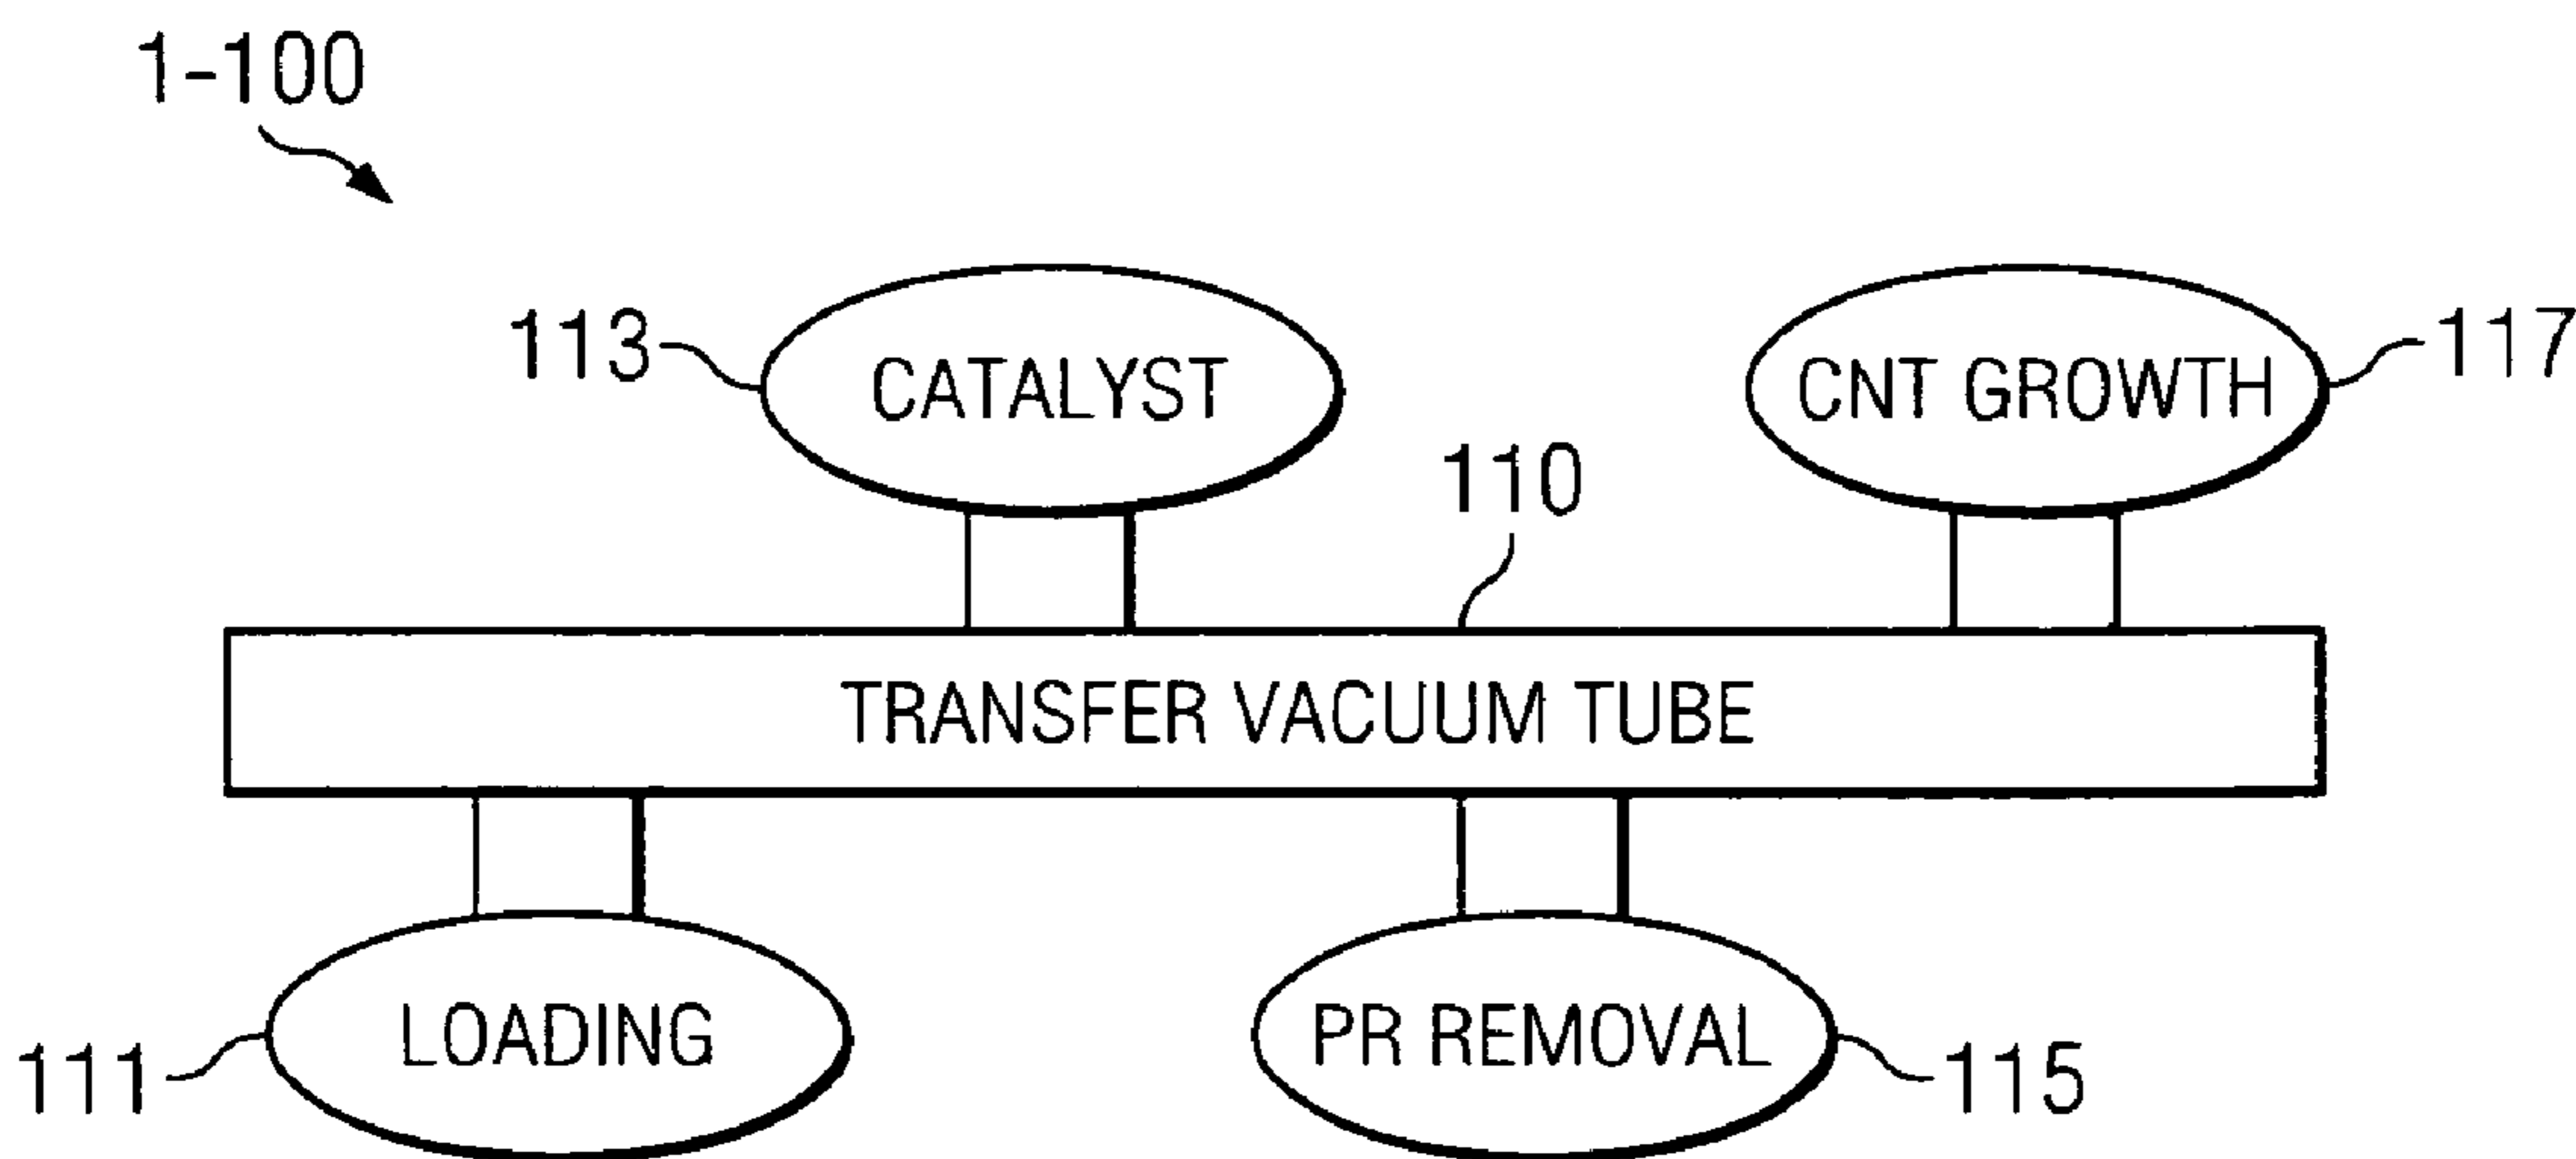 1-100
113
CATALYST
CNT GROWTH
117
110
TRANSFER VACUUM TUBE
111
LOADING
PR REMOVAL
115